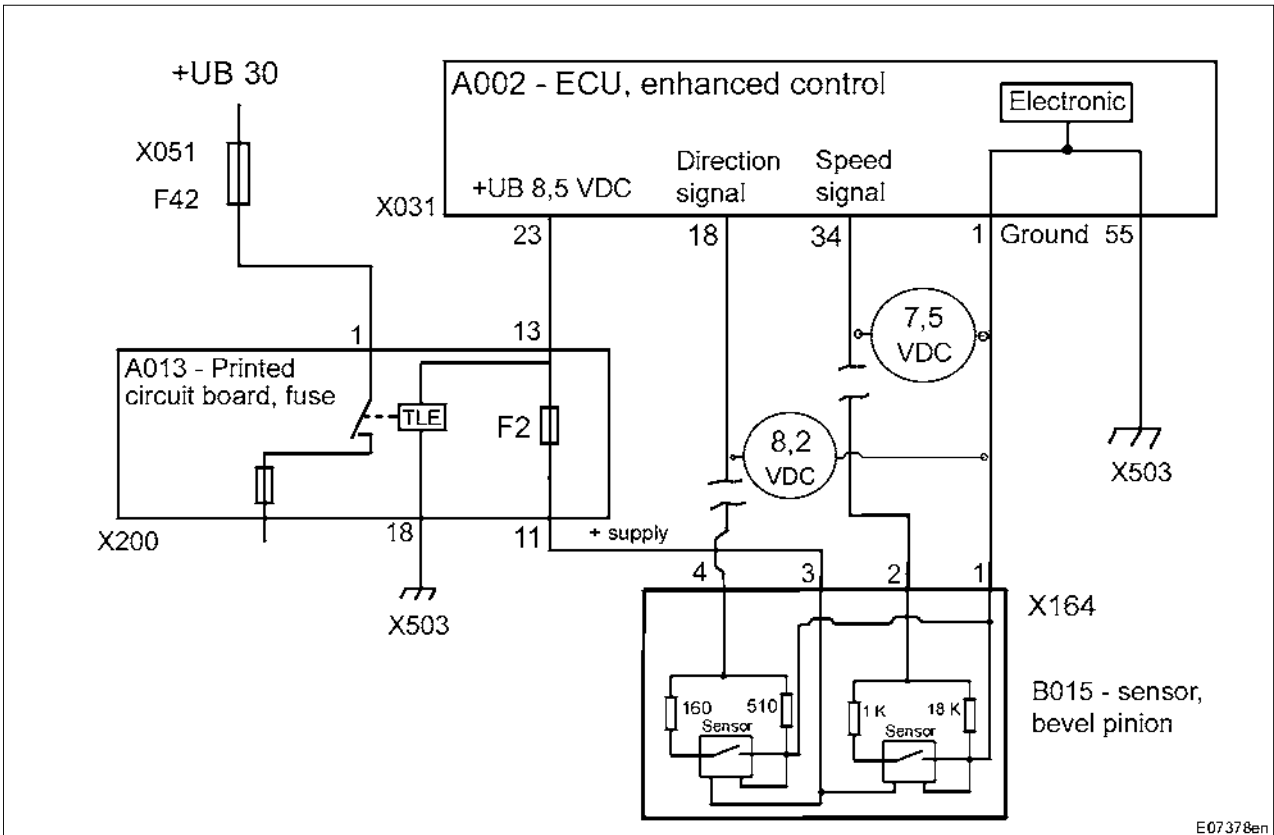 +UB 30
X051
F42
A002 - ECU, enhanced control
Electronic
+UB 8,5 VDC
Direction
signal
Speed
signal
X031
23
18
34
1
Ground
55
7,5
VDC
1
13
A013 - Printed
circuit board, fuse
TLE
F2
8,2
VDC
X503
X200
18
11
+ supply
X503
4
3
2
1
X164
160
510
Sensor
1 K
18 K
Sensor
B015 - sensor,
bevel pinion
E07378en